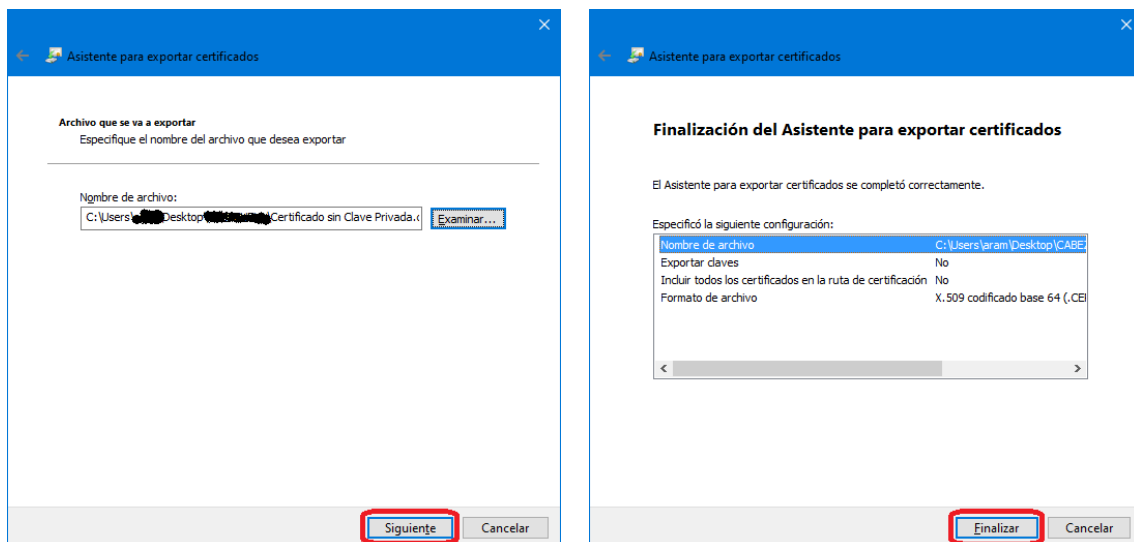 Asistente para exportar certificados
Archivo que se va a exportar
Especifique el nombre del archivo que desea exportar
Nombre de archivo:
C:\Users\ Desktop \Certificado sin Clave Privada.c
Examinar...
Siguiente
Cancelar
Asistente para exportar certificados
Finalización del Asistente para exportar certificados
El Asistente para exportar certificados se completó correctamente.
Especificó la siguiente configuración:
Nombre de archivo C:\Users\aram\Desktop\CABEZ
Exportar claves No
Incluir todos los certificados en la ruta de certificación No
Formato de archivo X.509 codificado base 64 (.CE
Finalizar
Cancelar